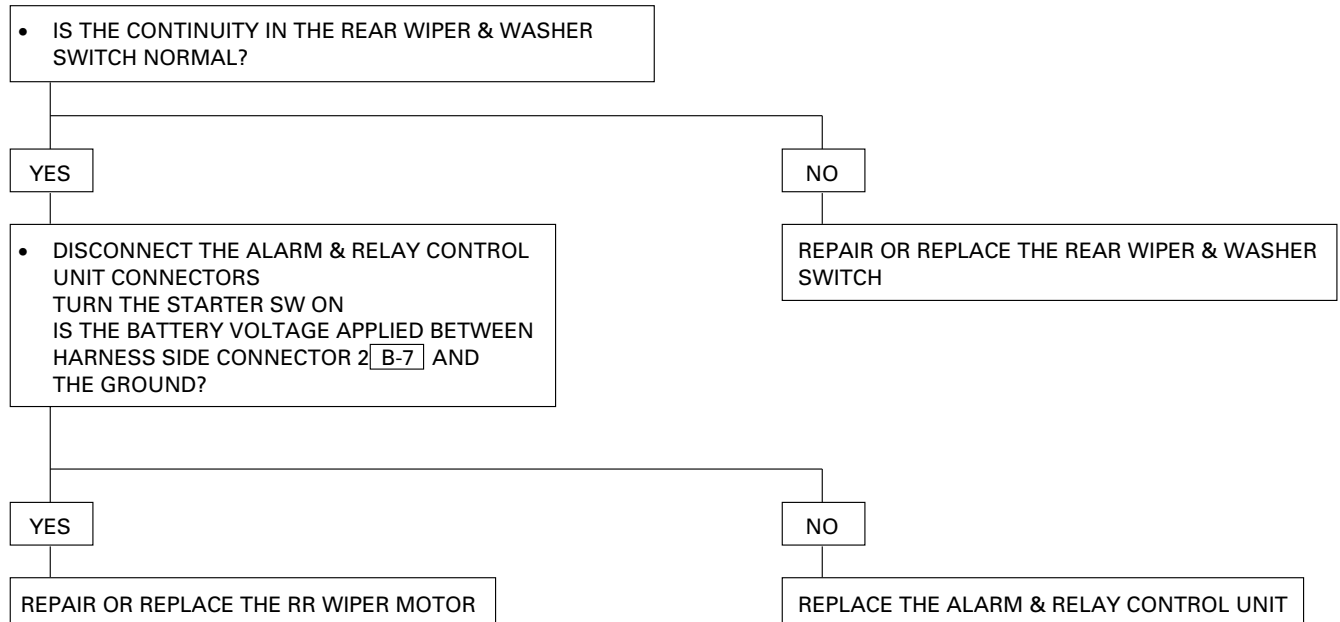 • IS THE CONTINUITY IN THE REAR WIPER & WASHER
SWITCH NORMAL?
YES
NO
• DISCONNECT THE ALARM & RELAY CONTROL
UNIT CONNECTORS
TURN THE STARTER SW ON
IS THE BATTERY VOLTAGE APPLIED BETWEEN
HARNESS SIDE CONNECTOR 2 B-7 AND
THE GROUND?
REPAIR OR REPLACE THE REAR WIPER & WASHER
SWITCH
YES
NO
REPAIR OR REPLACE THE RR WIPER MOTOR
REPLACE THE ALARM & RELAY CONTROL UNIT